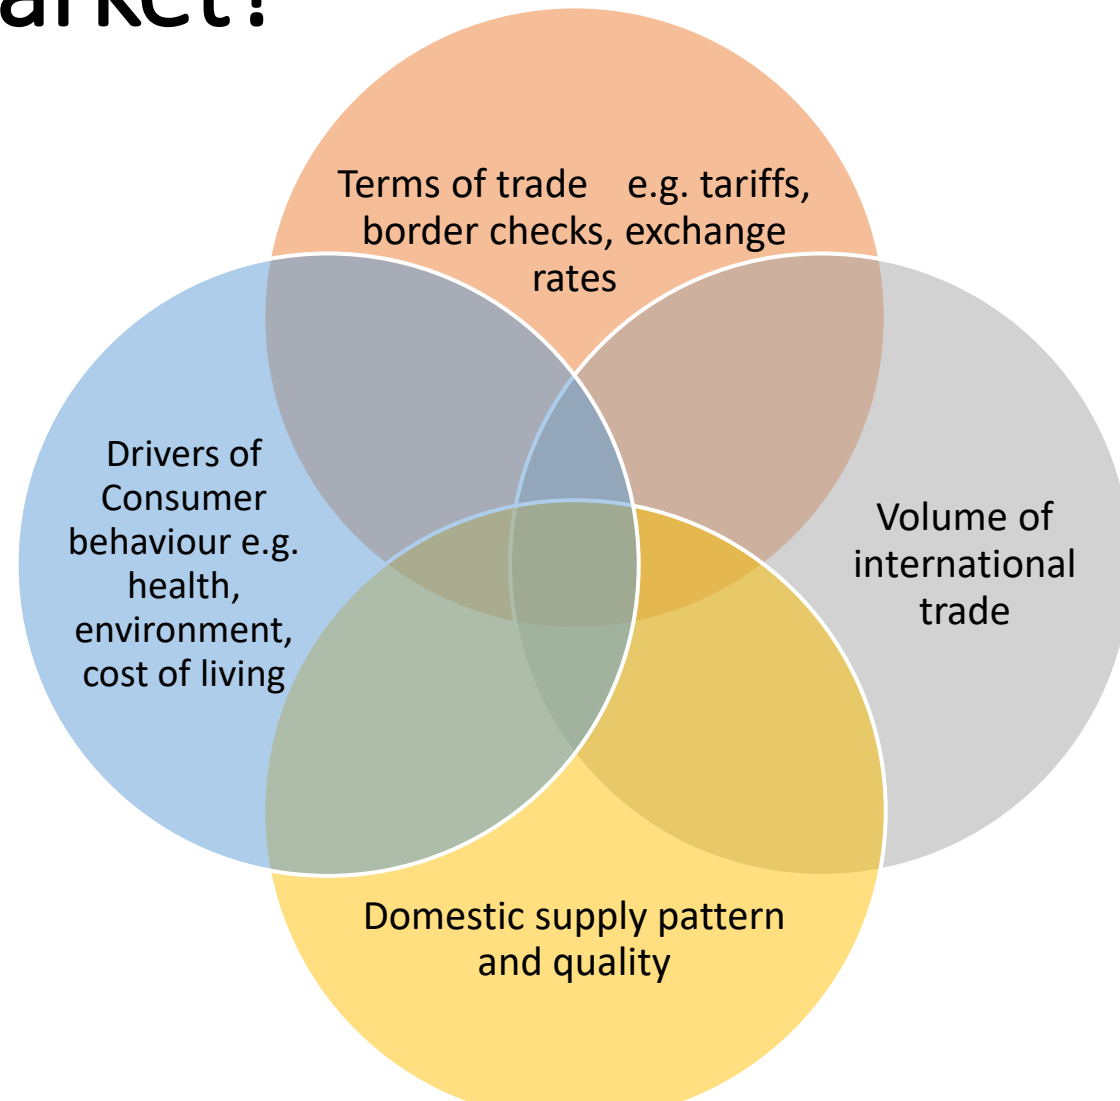 Terms of trade e.g. tariffs,
border checks, exchange
rates
Drivers of
Consumer
behaviour e.g.
health,
environment,
cost of living
Volume of
international
trade
Domestic supply pattern
and quality